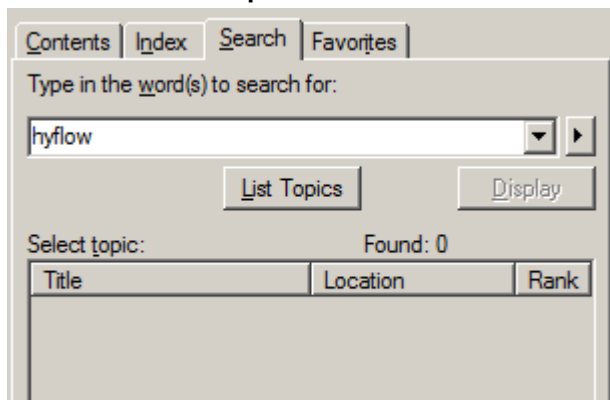 Contents Index Search Favorites
Type in the word(s) to search for:
hyflow
List Topics Display
Select topic: Found: 0
Title Location Rank